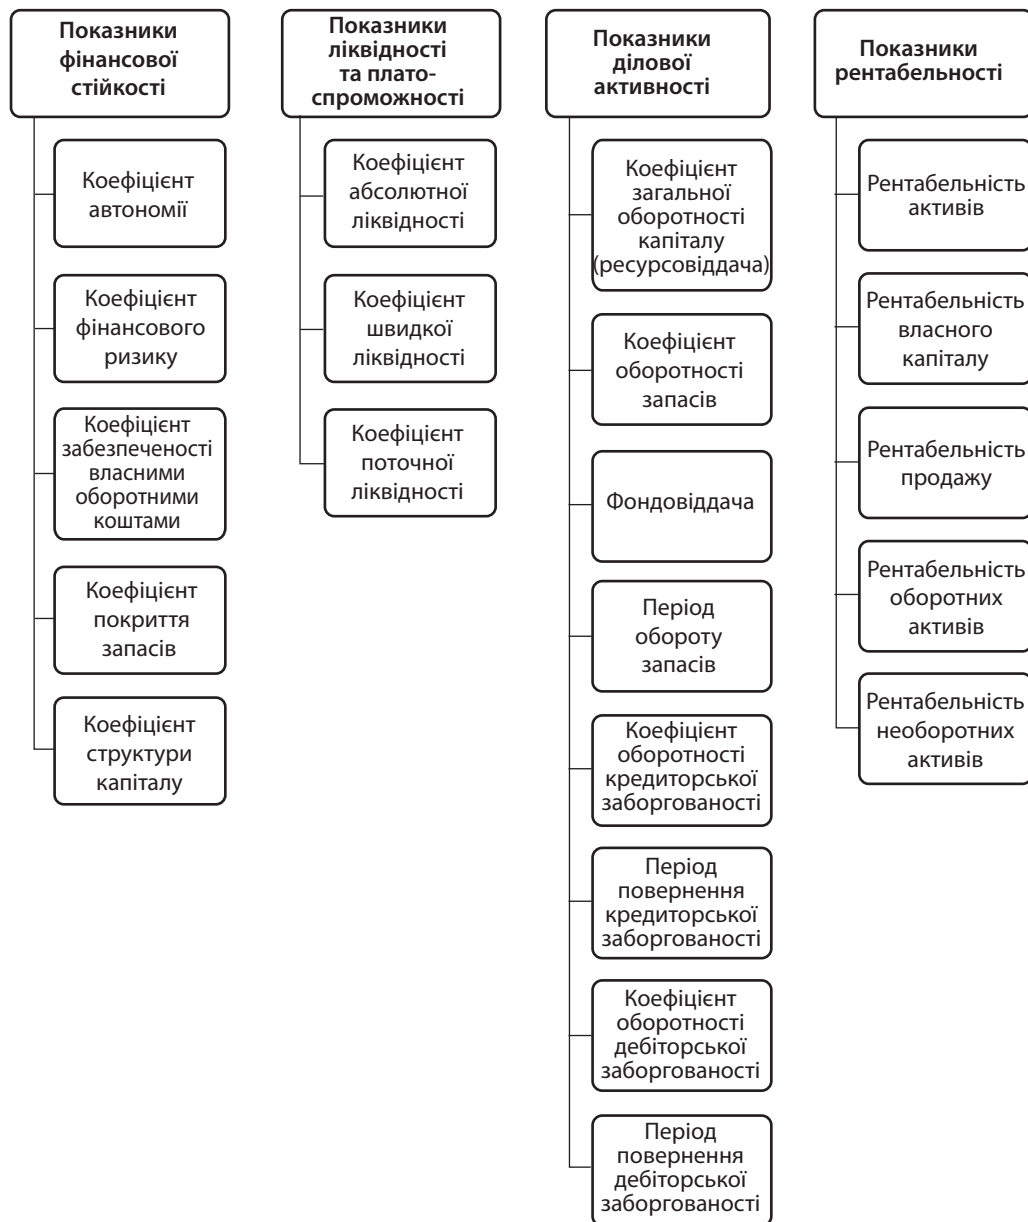 Показники
фінансової
стійкості
Коефіцієнт
автономії
Коефіцієнт
фінансового
ризику
Коефіцієнт
забезпеченості
власними
оборотними
коштами
Коефіцієнт
покриття
запасів
Коефіцієнт
структури
капіталу
Показники
ліквідності
та плато-
спроможності
Коефіцієнт
абсолютної
ліквідності
Коефіцієнт
швидкої
ліквідності
Коефіцієнт
поточної
ліквідності
Показники
ділової
активності
Коефіцієнт
загальної
оборотності
капіталу
(ресурсовіддача)
Коефіцієнт
оборотності
запасів
Фондовіддача
Період
обороту
запасів
Коефіцієнт
оборотності
кредиторської
заборгованості
Період
повернення
кредиторської
заборгованості
Коефіцієнт
оборотності
дебіторської
заборгованості
Період
повернення
дебіторської
заборгованості
Показники
рентабельності
Рентабельність
активів
Рентабельність
власного
капіталу
Рентабельність
продажу
Рентабельність
оборотних
активів
Рентабельність
необоротних
активів